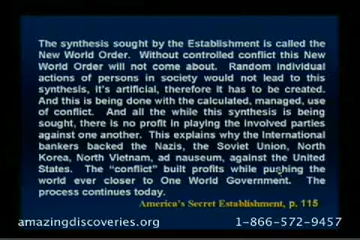 The synthesis sought by the Establishment is called the
New World Order. Without controlled conflict this New
World Order will not come about. Random individual
actions of persons in society would not lead to this
synthesis, it's artificial, therefore it has to be created.
And this is being done with the calculated, managed, use
of conflict. And all the while this synthesis is being
sought, there is no profit in playing the involved parties
against one another. This explains why the International
bankers backed the Nazis, the Soviet Union, North
Korea, North Vietnam, ad nauseum, against the United
States. The “conflict” built profits while pushing the
world ever closer to One World Government. The
process continues today.
America's Secret Establishment, p. 115
amazingdiscoveries.org 1-866-572-9457